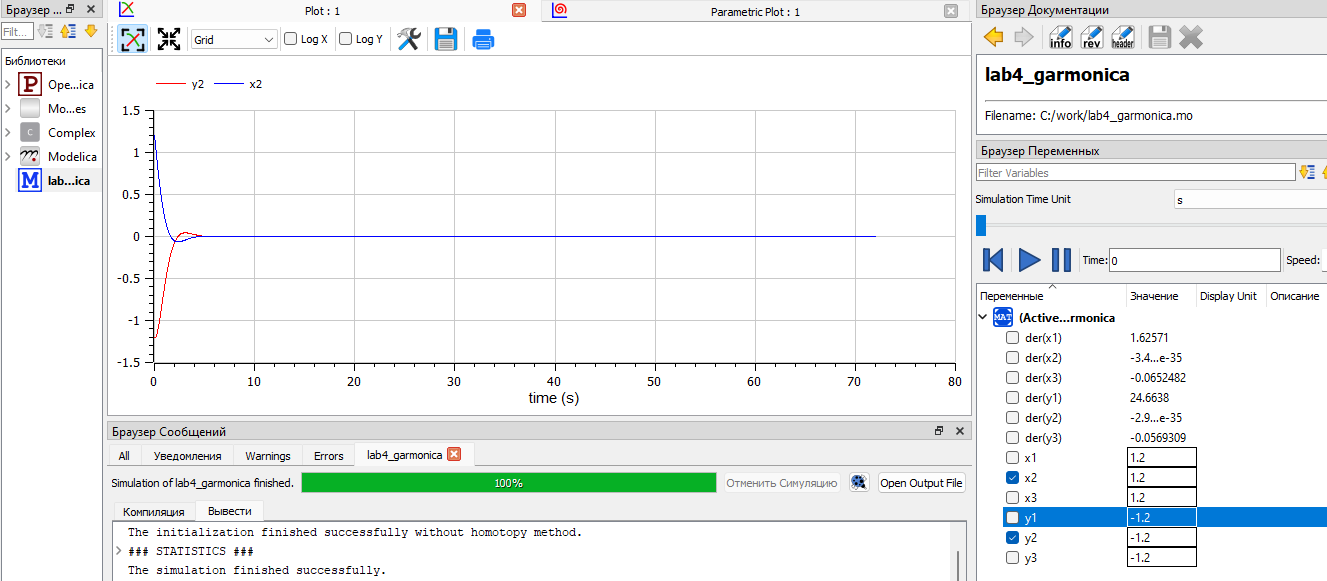 Браузер ...
Filt...
Библиотеки
P Ope...ica
Mo...es
C Complex
Modelica
M lab...ica
Plot : 1
Parametric Plot : 1
Grid
Log X
Log Y
y2 x2
1.5
1
0.5
0
-0.5
-1
-1.5
0 10 20 30 40 50 60 70 80
time (s)
Браузер Сообщений
All Уведомления Warnings Errors lab4_garmonica
Simulation of lab4_garmonica finished. 100% Отменить Симуляцию Open Output File
Компиляция Вывести
The initialization finished successfully without homotopy method.
### STATISTICS ###
The simulation finished successfully.
Браузер Документации
info rev header
lab4_garmonica
Filename: C:/work/lab4_garmonica.mo
Браузер Переменных
Filter Variables
Simulation Time Unit s
Time: 0 Speed:
Переменные Значение Display Unit Описание
MAT (Active...rmonica
der(x1) 1.62571
der(x2) -3.4...e-35
der(x3) -0.0652482
der(y1) 24.6638
der(y2) -2.9...e-35
der(y3) -0.0569309
x1 1.2
x2 1.2
x3 1.2
y1 -1.2
y2 -1.2
y3 -1.2